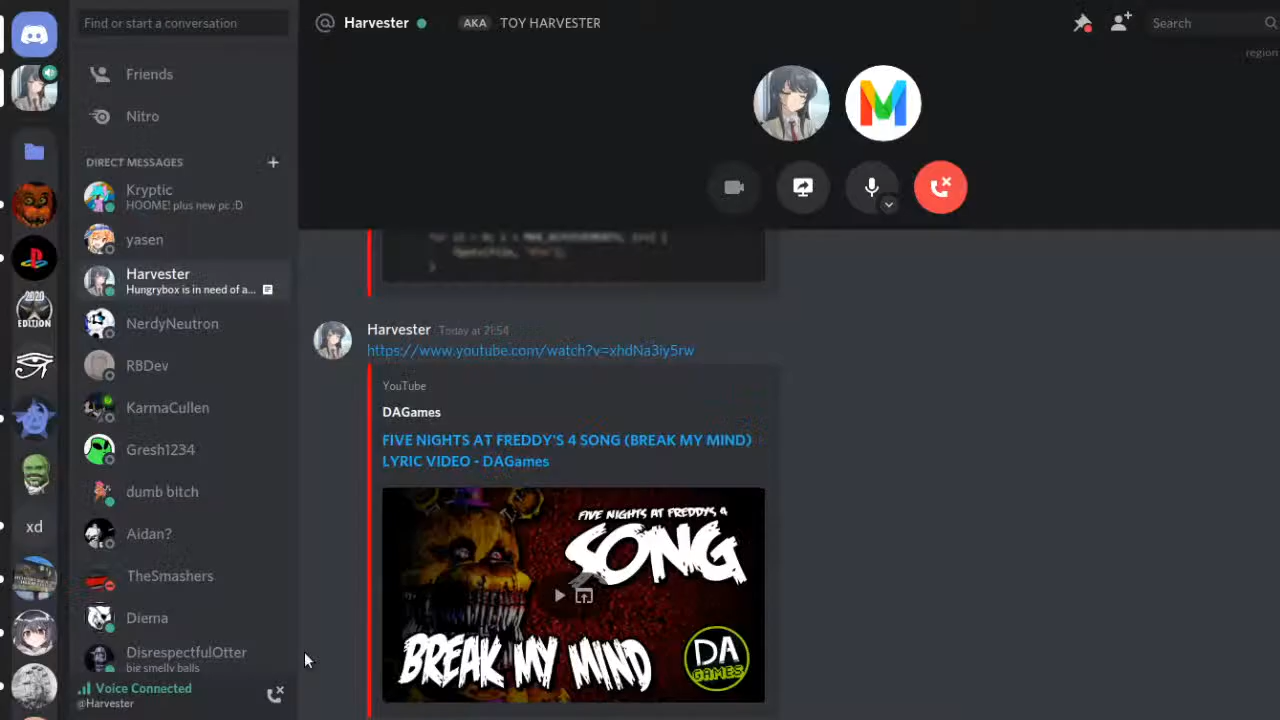 Find or start a conversation
Harvester
AKA
TOY HARVESTER
Search
region
Friends
Nitro
DIRECT MESSAGES
Kryptic
HOOME! plus new pc :D
yasen
Harvester
Hungrybox is in need of a...
NerdyNeutron
RBDev
KarmaCullen
Gresh1234
dumb bitch
Aidan?
TheSmashers
Diema
DisrespectfulOtter
big smelly balls
Voice Connected
@Harvester
2020
EDITION
xd
Harvester Today at 21:54
https://www.youtube.com/watch?v=xhdNa3iy5rw
YouTube
DAGames
FIVE NIGHTS AT FREDDY'S 4 SONG (BREAK MY MIND)
LYRIC VIDEO - DAGames
FIVE NIGHTS AT FREDDYS 4
SONG
BREAK MY MIND
DA
GAMES